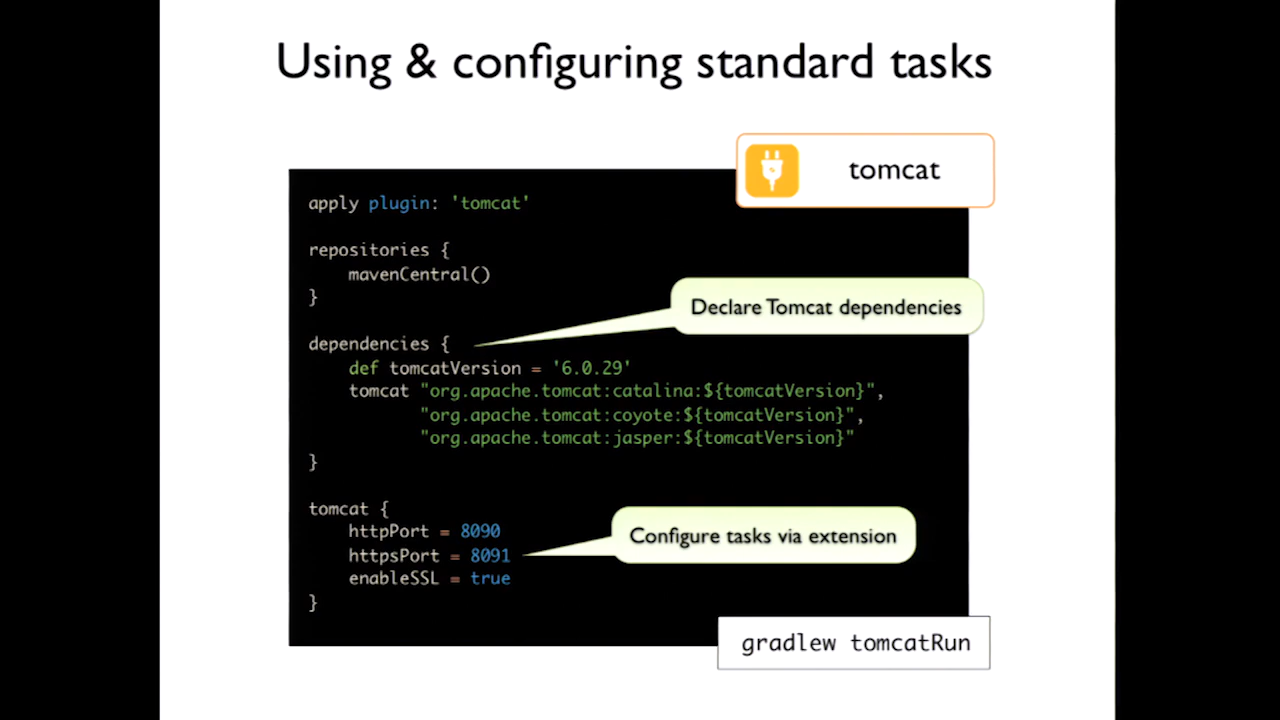 Using & configuring standard tasks
tomcat
apply plugin: 'tomcat'
repositories {
    mavenCentral()
}
Declare Tomcat dependencies
dependencies {
    def tomcatVersion = '6.0.29'
    tomcat "org.apache.tomcat:catalina:${tomcatVersion}",
           "org.apache.tomcat:coyote:${tomcatVersion}",
           "org.apache.tomcat:jasper:${tomcatVersion}"
}
tomcat {
    httpPort = 8090
    httpsPort = 8091
    enableSSL = true
}
Configure tasks via extension
gradlew tomcatRun